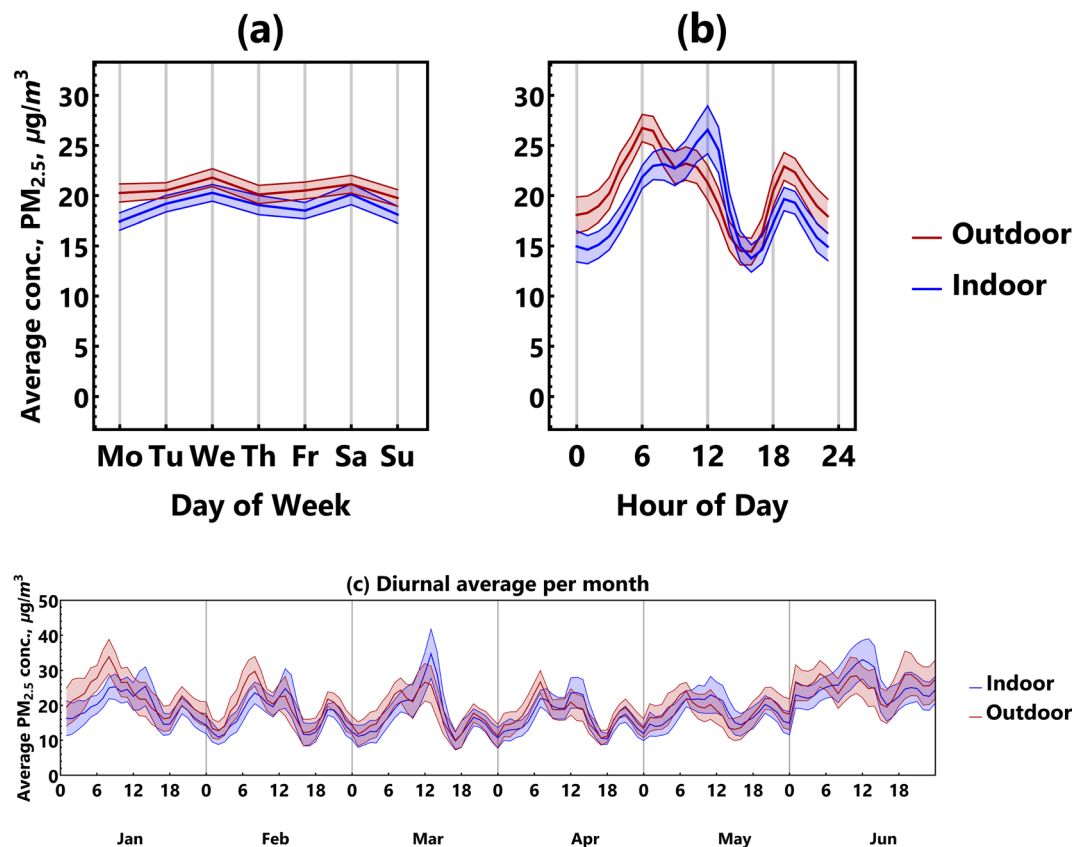 (a)
(b)
Average conc., PM2.5, μg/m³
30
25
20
15
10
5
0
30
25
20
15
10
5
0
Mo Tu We Th Fr Sa Su
0 6 12 18 24
Day of Week
Hour of Day
Outdoor
Indoor
(c) Diurnal average per month
Average PM2.5 conc., μg/m³
50
40
30
20
10
0
0 6 12 18 0 6 12 18 0 6 12 18 0 6 12 18 0 6 12 18 0 6 12 18
Jan Feb Mar Apr May Jun
Indoor
Outdoor